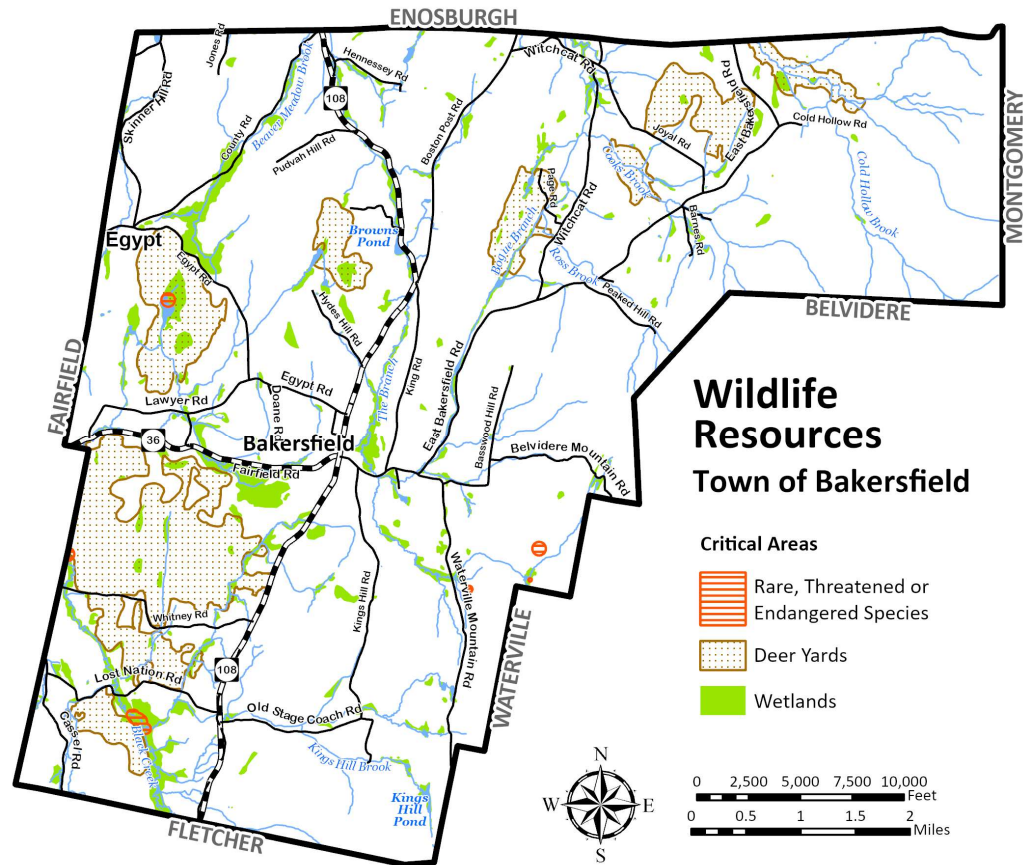 ENOSBURGH
Jones Rd
Hennessey Rd
Witchcat Rd
Skinner Hill Rd
108
Beaver Meadow Brook
County Rd
Pudvah Hill Rd
Boston Post Rd
Joyal Rd
East Bakersfield Rd
Cold Hollow Rd
MONTGOMERY
Cooks Brook
Cold Hollow Brook
Page Rd
Witchcat Rd
Barnes Rd
Egypt
Egypt Rd
Browns
Pond
Bogue Branch
Ross Brook
Peaked Hill Rd
BELVIDERE
Hydes Hill Rd
FAIRFIELD
The Branch
King Rd
East Bakersfield Rd
Basswood Hill Rd
Egypt Rd
Lawyer Rd
Doane Rd
36
Bakersfield
Fairfield Rd
Belvidere Mountain Rd
Wildlife
Resources
Town of Bakersfield
Critical Areas
Rare, Threatened or
Endangered Species
Deer Yards
Wetlands
Kings Hill Rd
Waterville Mountain Rd
WATERVILLE
Whitney Rd
Lost Nation Rd
108
Old Stage Coach Rd
Cassel Rd
Black Creek
Kings Hill Brook
Kings
Hill
Pond
FLETCHER
N
W
E
S
0 2,500 5,000 7,500 10,000
Feet
0 0.5 1 1.5 2
Miles